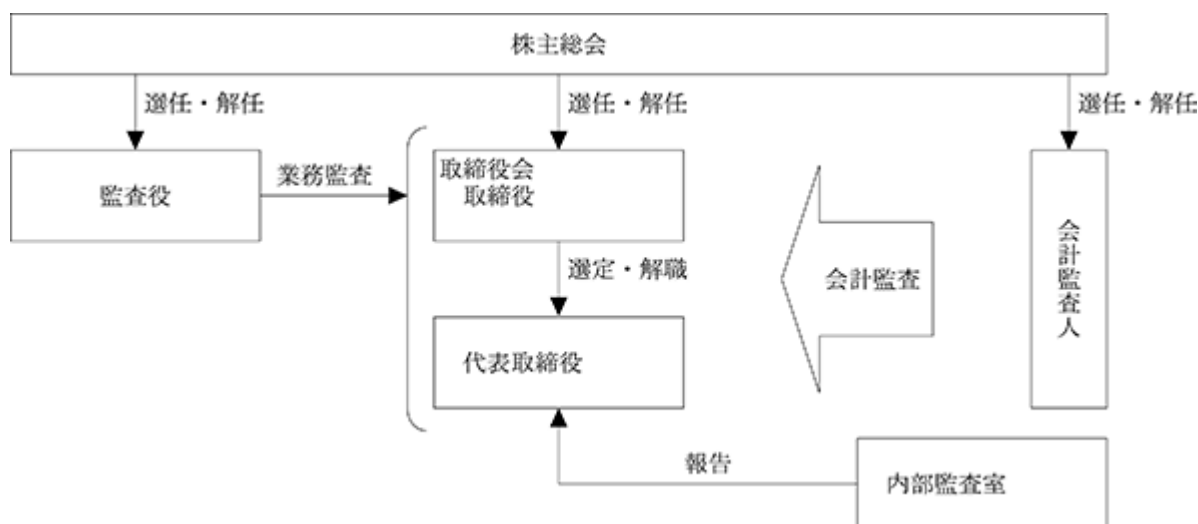 株主総会
選任・解任
選任・解任
選任・解任
監査役
業務監査
取締役会
取締役
選定・解職
代表取締役
会計監査
会計監査人
報告
内部監査室